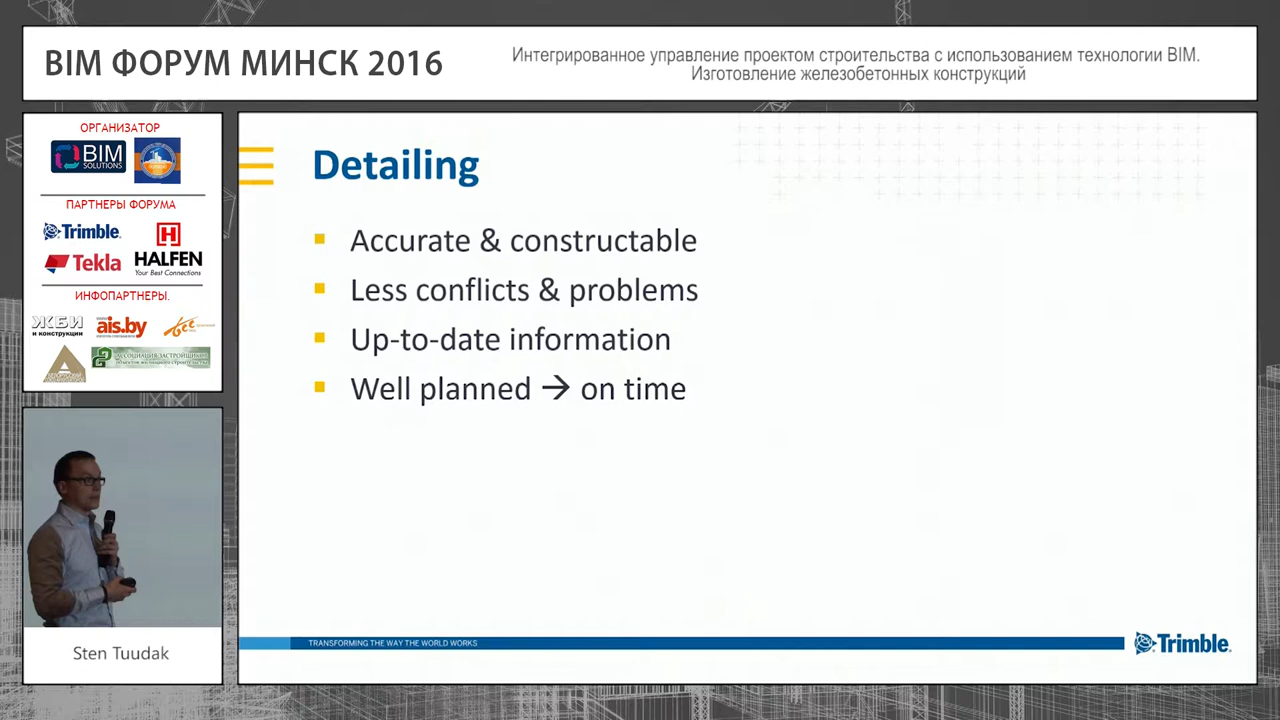 BIM ФОРУМ МИНСК 2016
Интегрированное управление проектом строительства с использованием технологии BIM.
Изготовление железобетонных конструкций
ОРГАНИЗАТОР
BIM
SOLUTIONS
ПАРТНЕРЫ ФОРУМА
Trimble
HALFEN
Your Best Connections
Tekla
ИНФОПАРТНЕРЫ.
ЖБИ
и конструкции
ais.by
все
АССОЦИАЦИЯ ЗАСТРОЙЩИКОВ
Sten Tuudak
Detailing
Accurate & constructable
Less conflicts & problems
Up-to-date information
Well planned → on time
TRANSFORMING THE WAY THE WORLD WORKS
Trimble